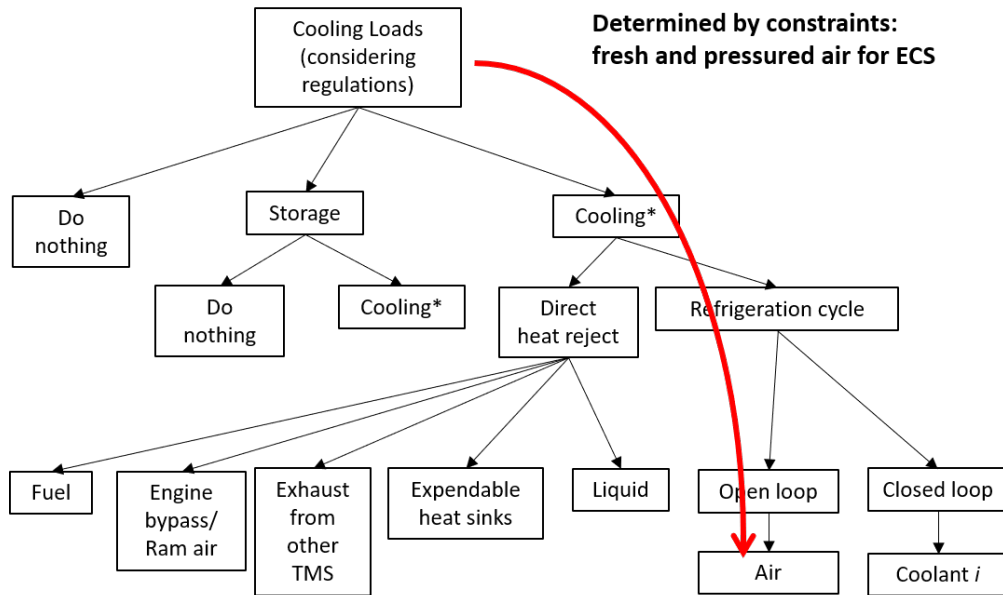 Cooling Loads
(considering
regulations)
Determined by constraints:
fresh and pressured air for ECS
Do
nothing
Storage
Cooling*
Do
nothing
Cooling*
Direct
heat reject
Refrigeration cycle
Fuel
Engine
bypass/
Ram air
Exhaust
from
other
TMS
Expendable
heat sinks
Liquid
Open loop
Closed loop
Air
Coolant i